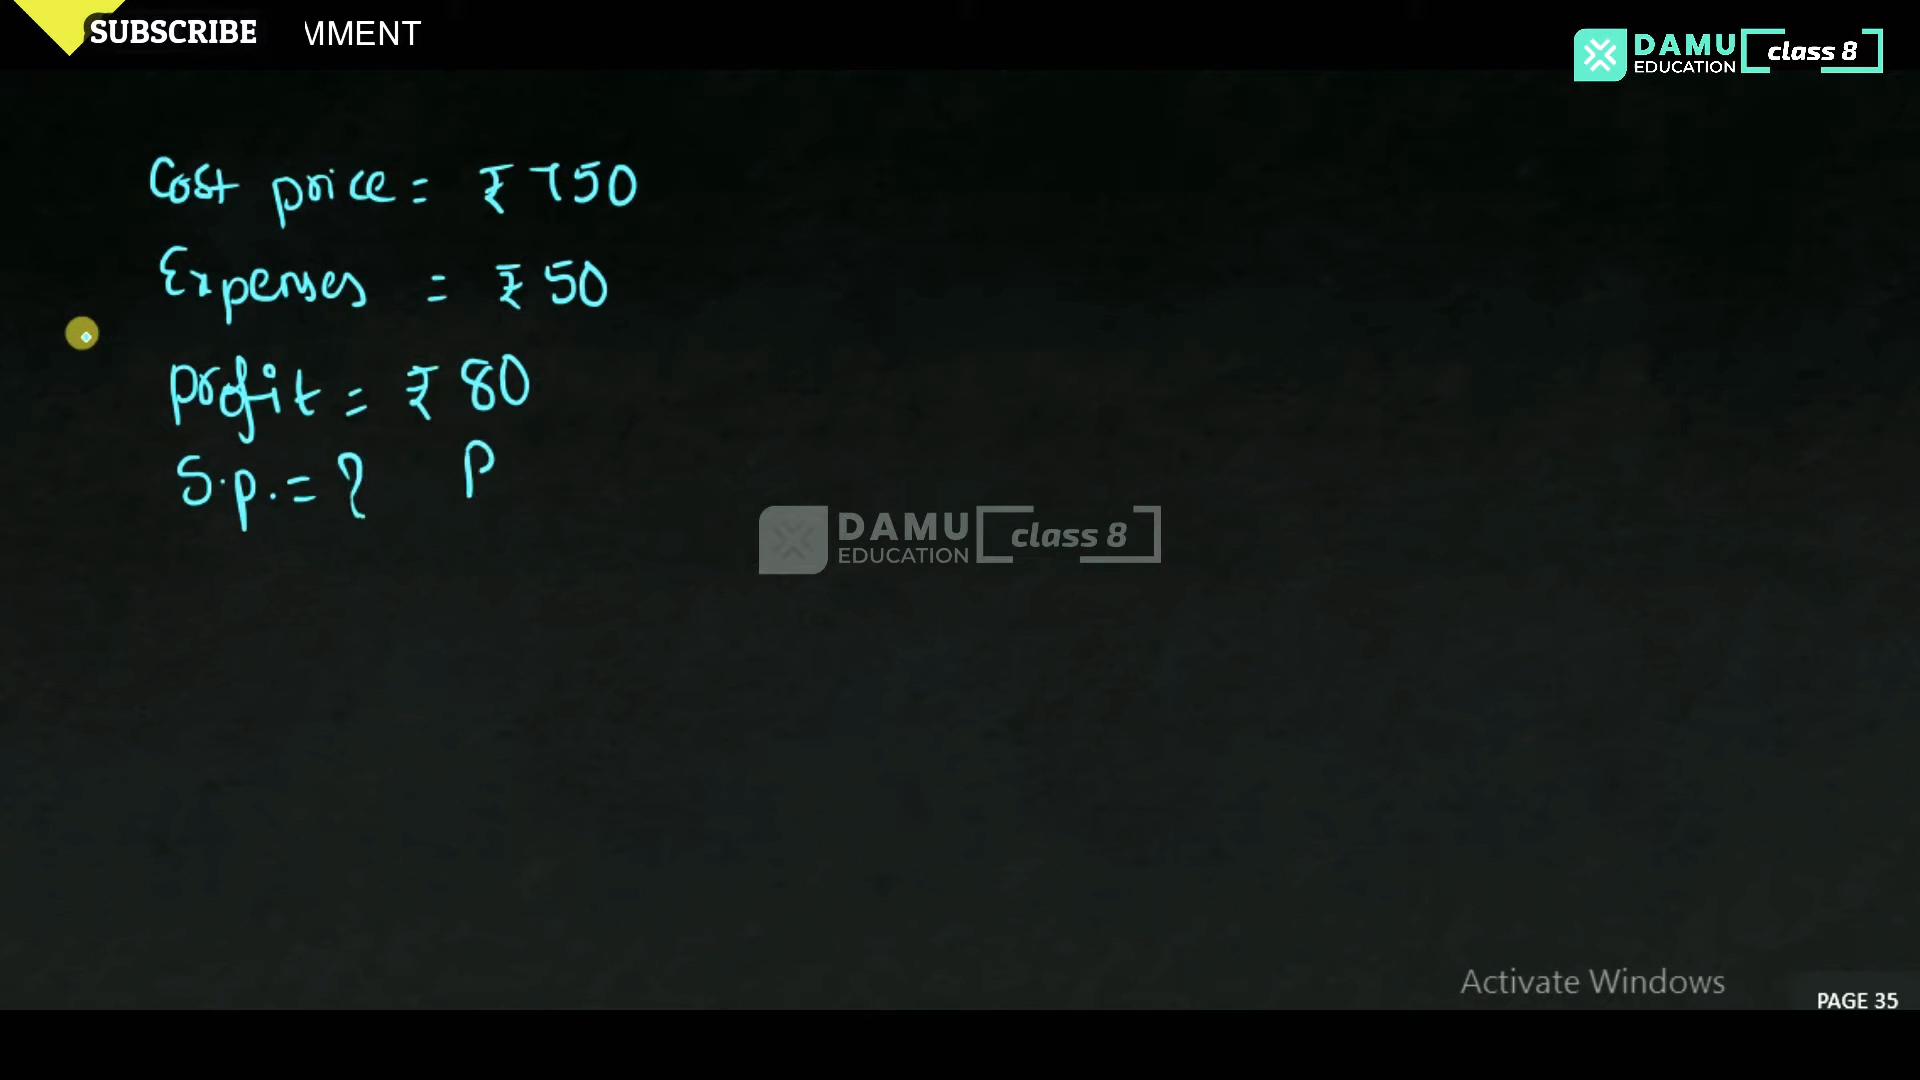 SUBSCRIBE MMENT
DAMU EDUCATION class 8
Cost price = ₹ 750
Expenses = ₹ 50
Profit = ₹ 80
S.p. = ? P
DAMU EDUCATION class 8
Activate Windows
PAGE 35